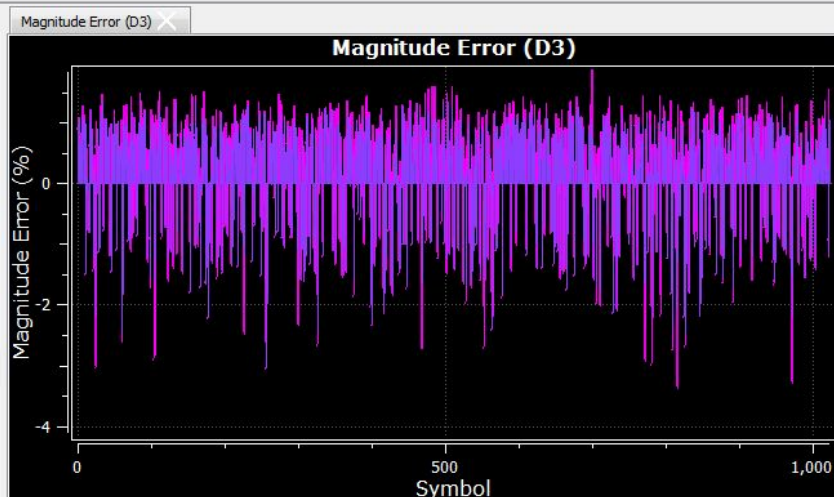 Magnitude Error (D3)
Magnitude Error (D3)
Magnitude Error (%)
0
-2
-4
0
500
1,000
Symbol